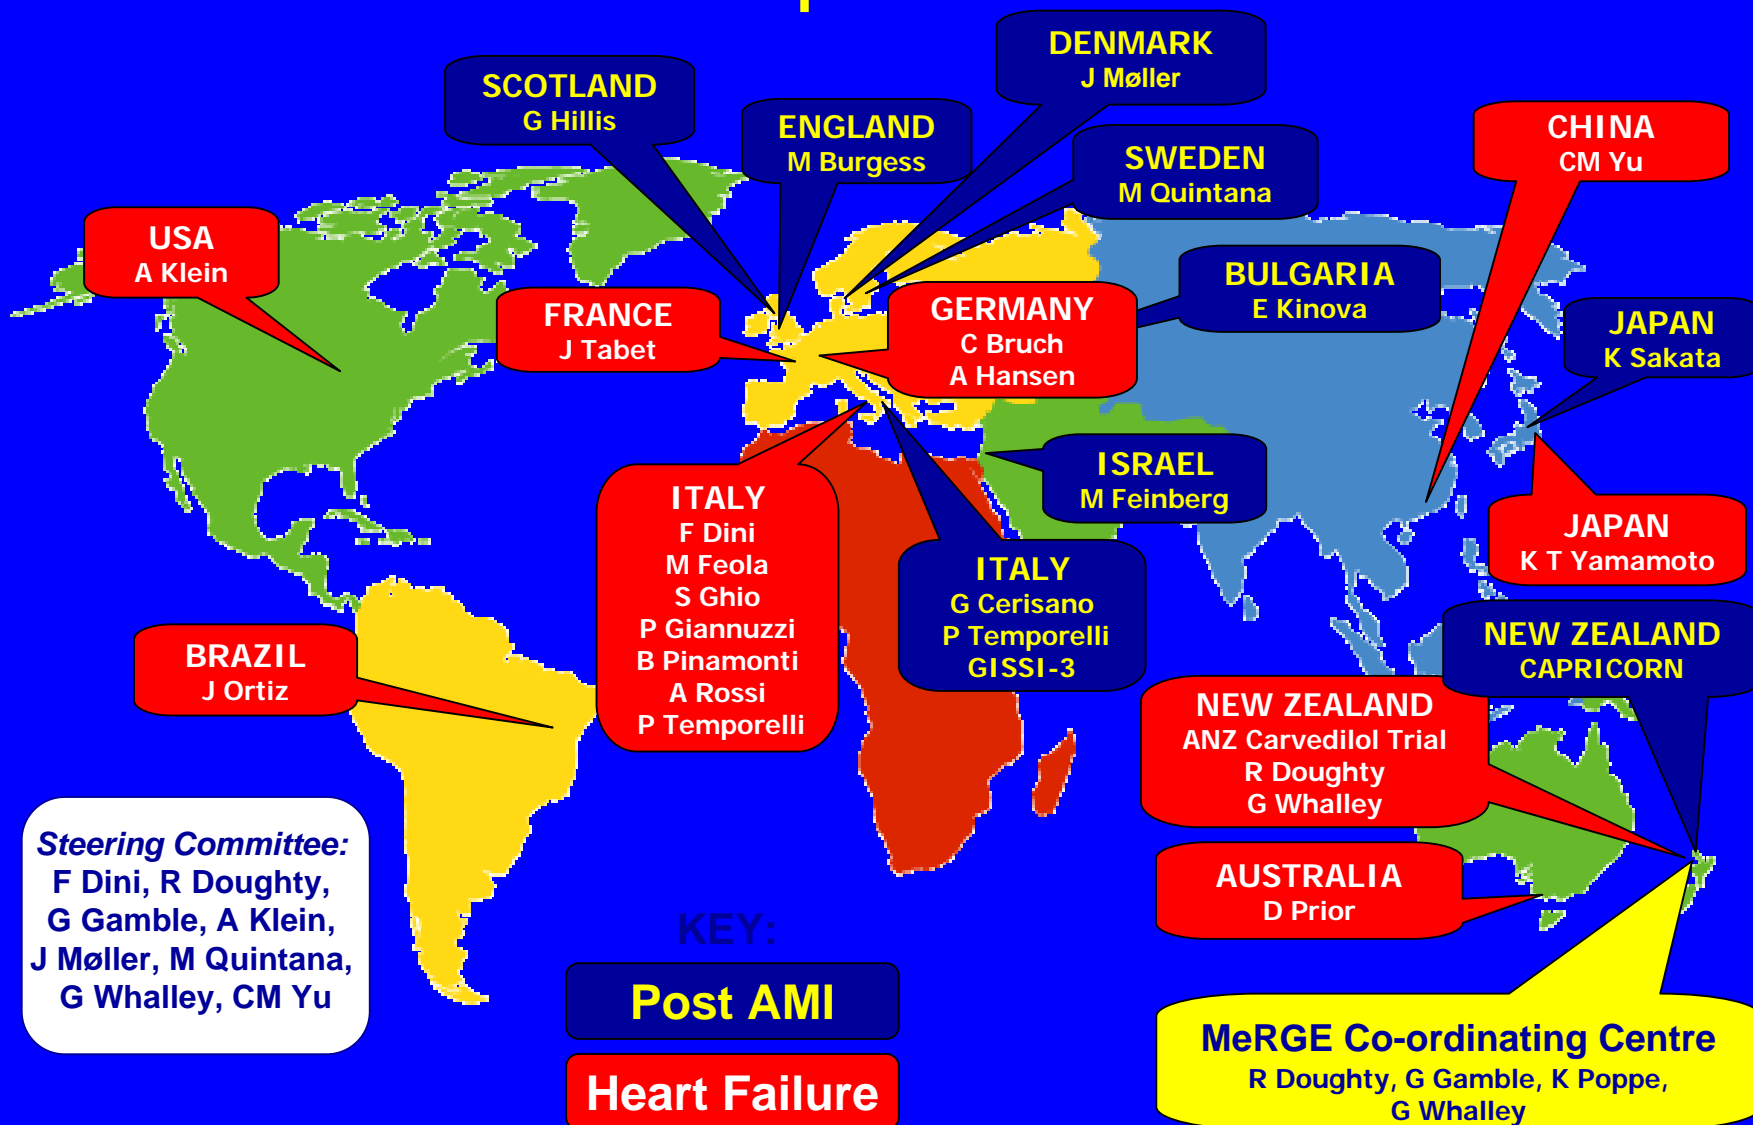 DENMARK
J Møller
SCOTLAND
G Hillis
ENGLAND
M Burgess
SWEDEN
M Quintana
CHINA
CM Yu
USA
A Klein
FRANCE
J Tabet
GERMANY
C Bruch
A Hansen
BULGARIA
E Kinova
JAPAN
K Sakata
ISRAEL
M Feinberg
ITALY
F Dini
M Feola
S Ghio
P Giannuzzi
B Pinamonti
A Rossi
P Temporelli
ITALY
G Cerisano
P Temporelli
GISSI-3
JAPAN
K T Yamamoto
BRAZIL
J Ortiz
NEW ZEALAND
CAPRICORN
NEW ZEALAND
ANZ Carvedilol Trial
R Doughty
G Whalley
AUSTRALIA
D Prior
Steering Committee:
F Dini, R Doughty,
G Gamble, A Klein,
J Møller, M Quintana,
G Whalley, CM Yu
KEY:
Post AMI
Heart Failure
MeRGE Co-ordinating Centre
R Doughty, G Gamble, K Poppe,
G Whalley